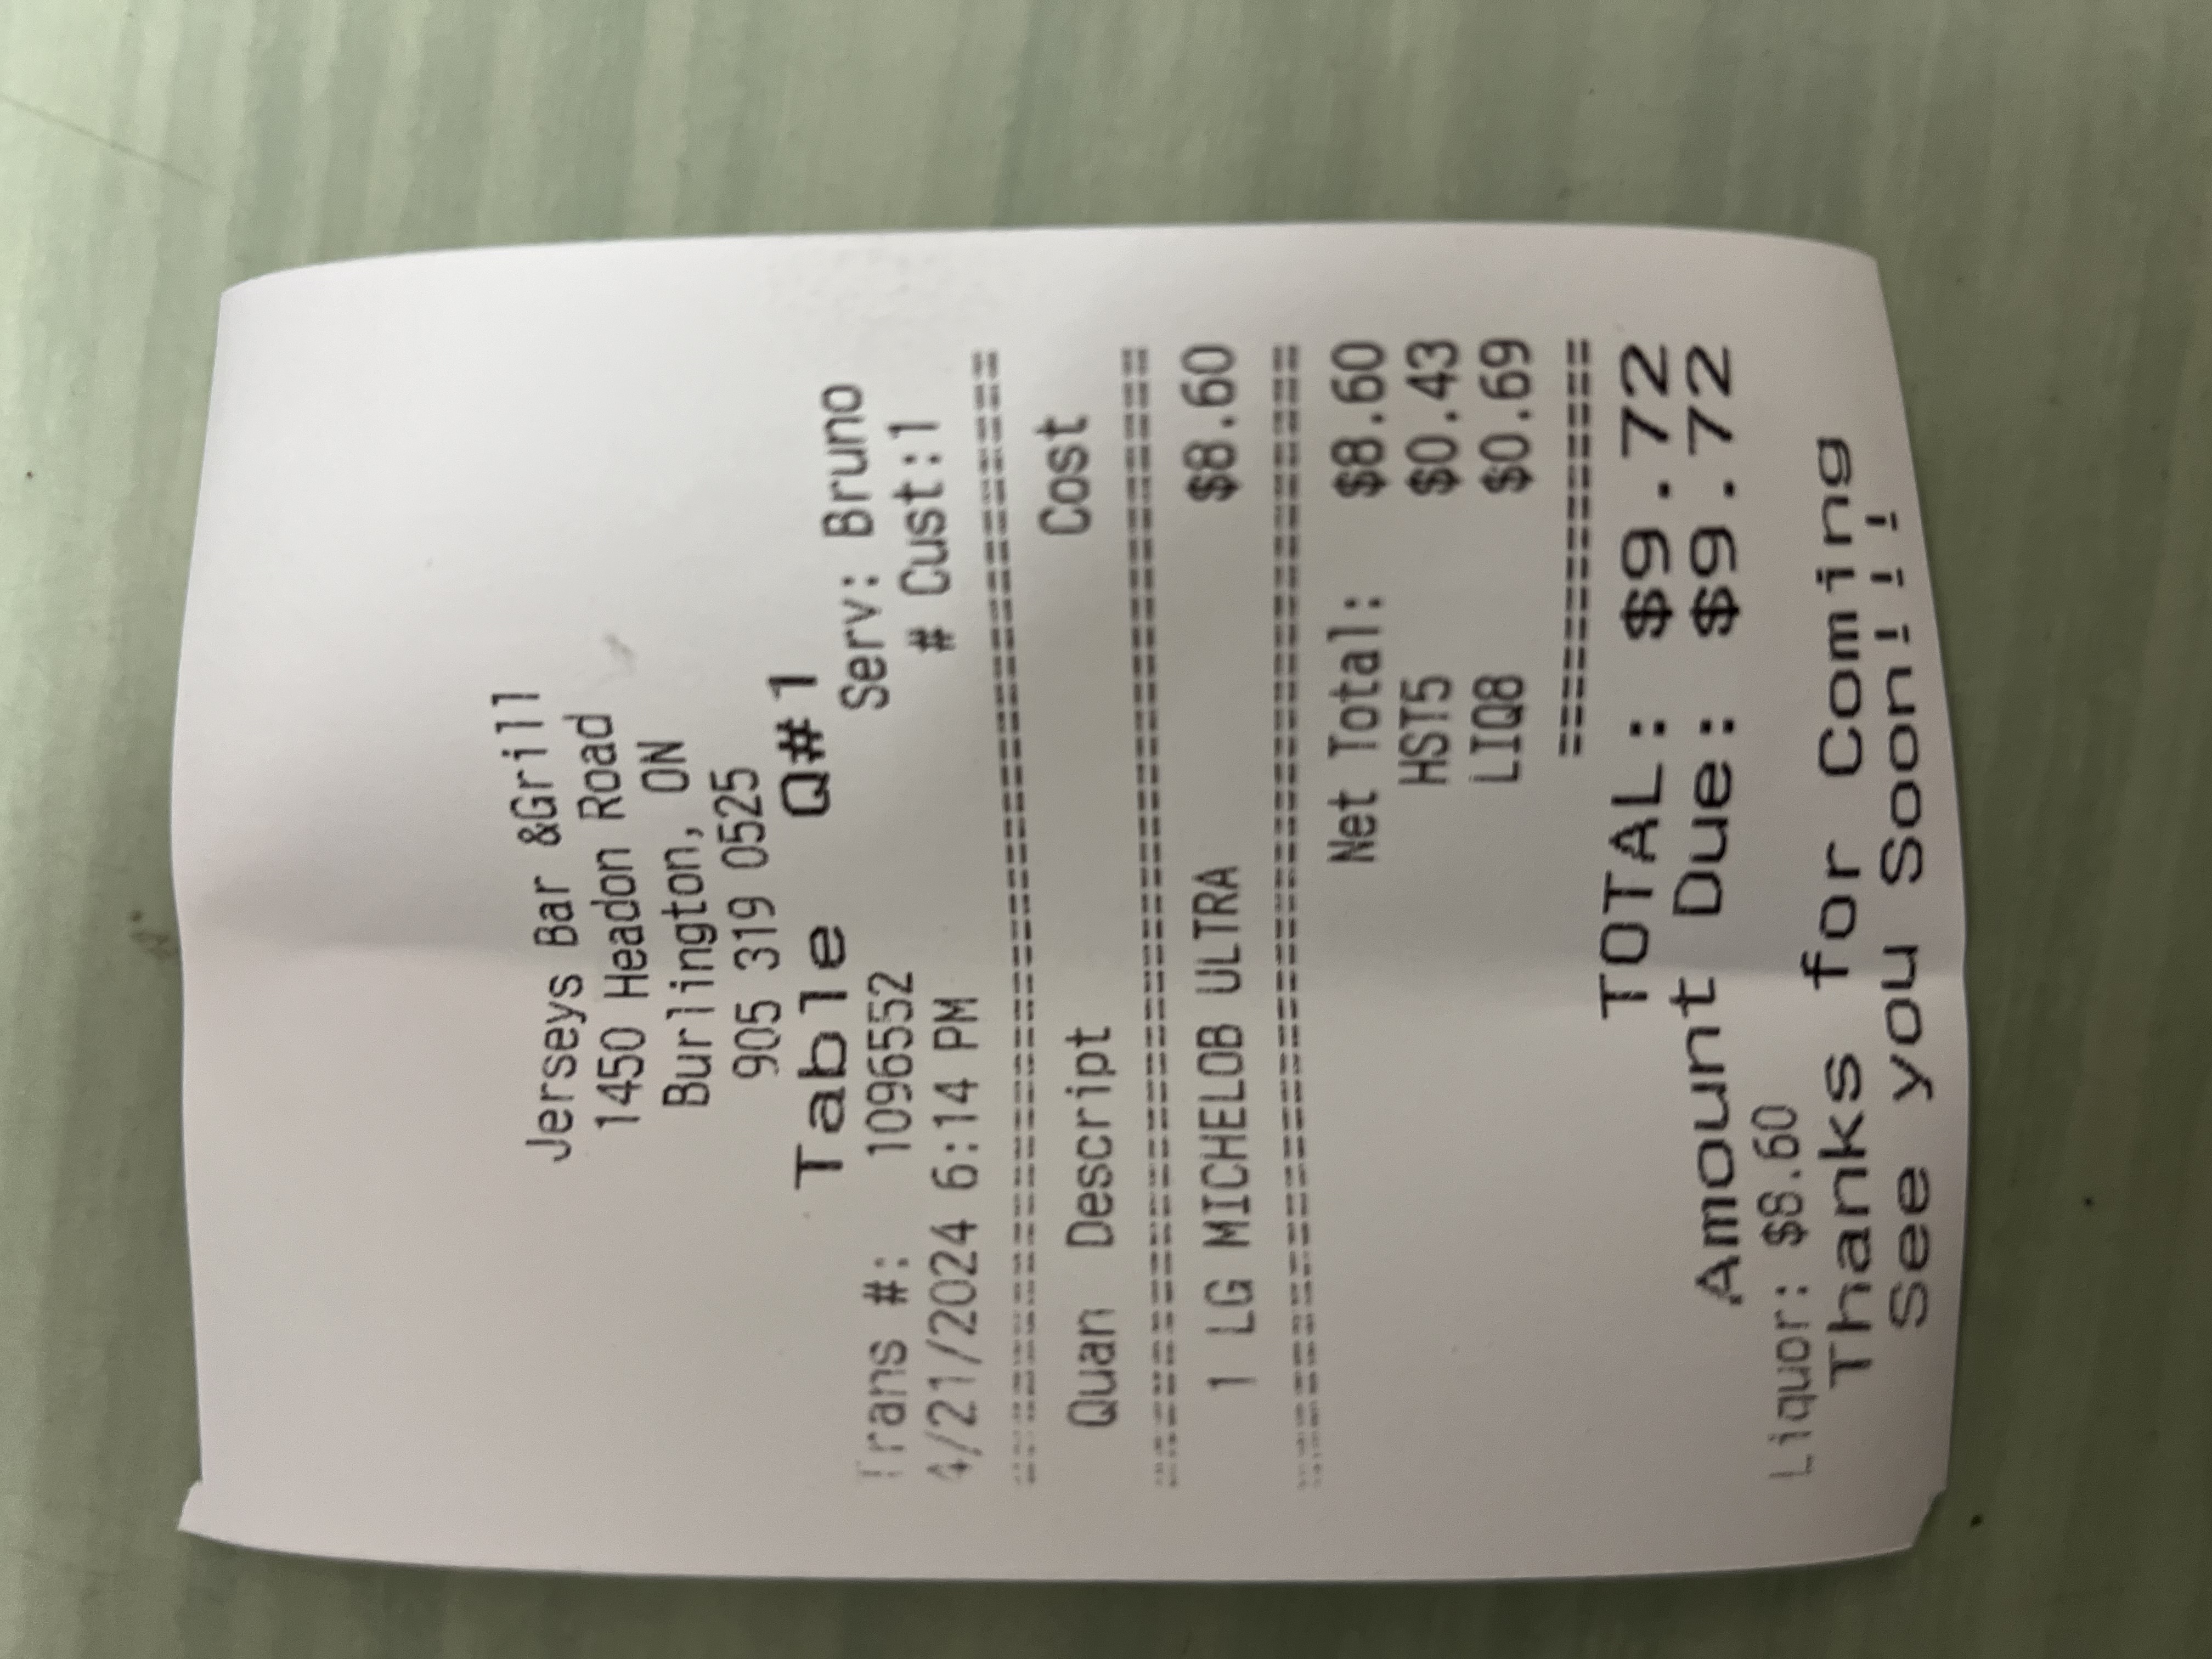 Jerseys Bar &Grill
1450 Headon Road
Burlington, ON
905 319 0525
Table Q#1
Trans #: 1096552 Serv: Bruno
4/21/2024 6:14 PM # Cust:1
========================================
Quan Descript Cost
========================================
1 LG MICHELOB ULTRA $8.60
========================================
Net Total: $8.60
HST5 $0.43
LIQ8 $0.69
===============
TOTAL: $9.72
Amount Due: $9.72
Liquor: $8.60
Thanks for Coming
See you Soon!!!